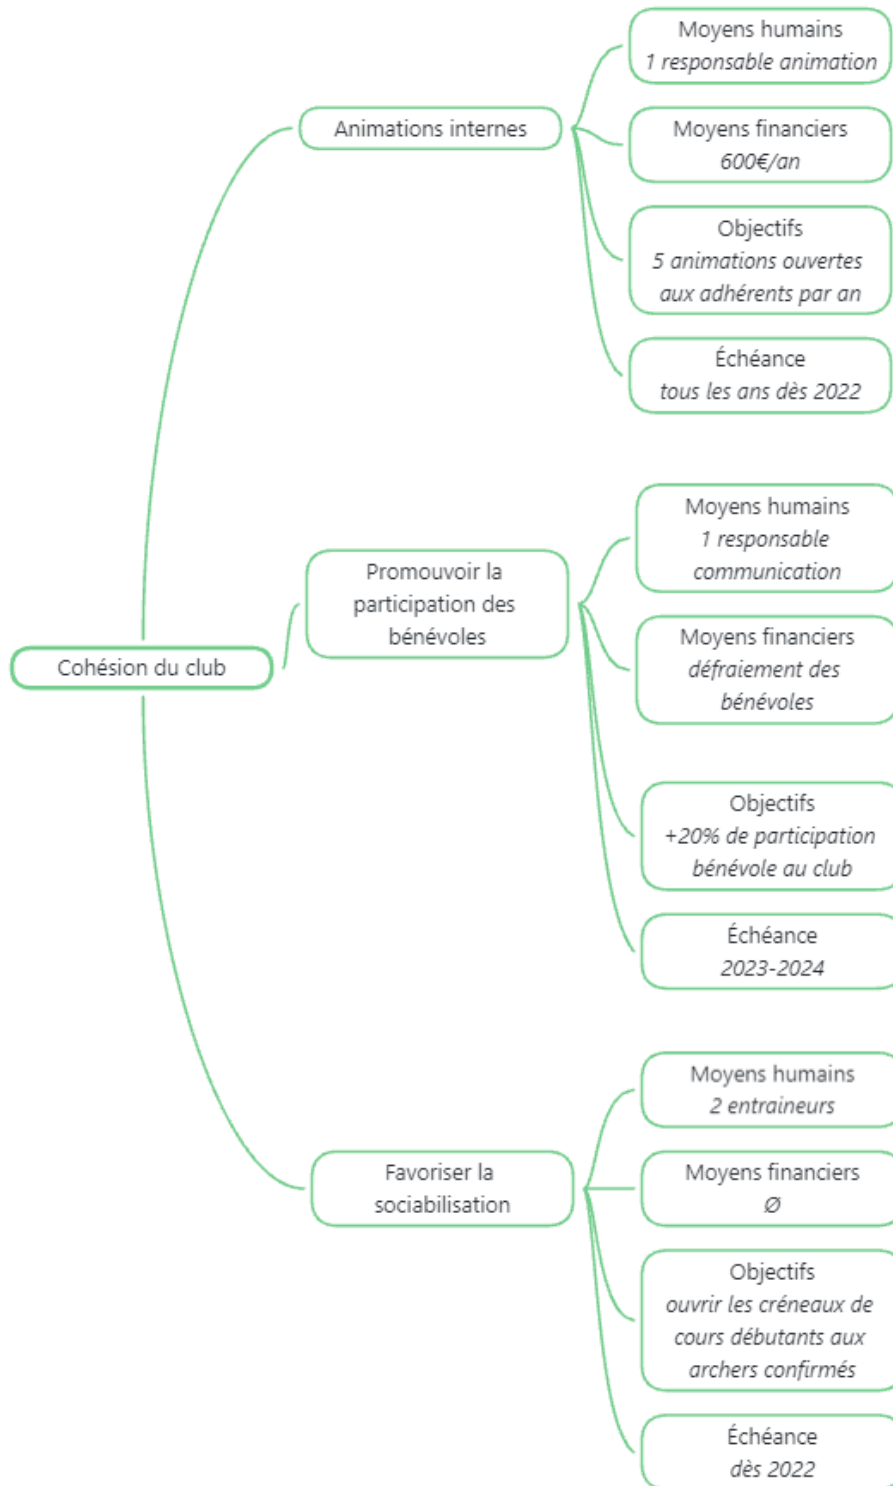 Cohésion du club
Animations internes
Moyens humains
1 responsable animation
Moyens financiers
600€/an
Objectifs
5 animations ouvertes
aux adhérents par an
Échéance
tous les ans dès 2022
Promouvoir la
participation des
bénévoles
Moyens humains
1 responsable
communication
Moyens financiers
défraiement des
bénévoles
Objectifs
+20% de participation
bénévole au club
Échéance
2023-2024
Favoriser la
sociabilisation
Moyens humains
2 entraineurs
Moyens financiers
Ø
Objectifs
ouvrir les créneaux de
cours débutants aux
archers confirmés
Échéance
dès 2022